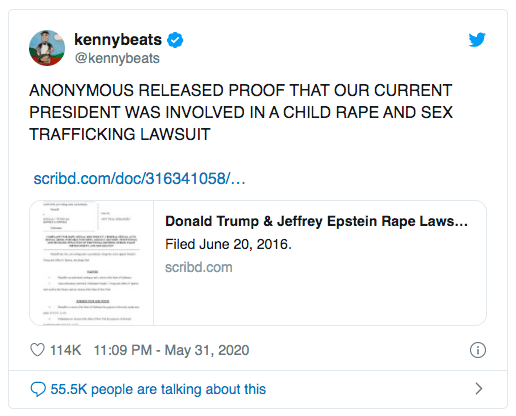 kennybeats
@kennybeats
ANONYMOUS RELEASED PROOF THAT OUR CURRENT
PRESIDENT WAS INVOLVED IN A CHILD RAPE AND SEX
TRAFFICKING LAWSUIT
scribd.com/doc/316341058/…
Donald Trump & Jeffrey Epstein Rape Laws…
Filed June 20, 2016.
scribd.com
114K 11:09 PM - May 31, 2020
55.5K people are talking about this